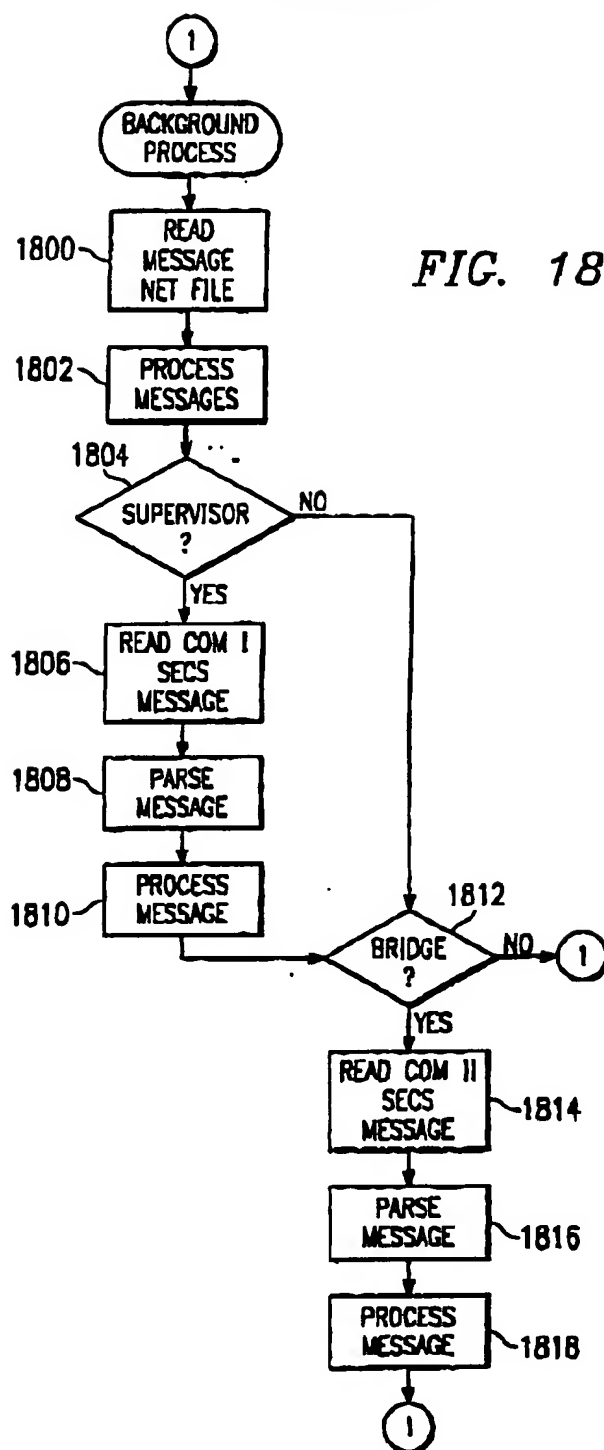 1
BACKGROUND
PROCESS
1800
READ
MESSAGE
NET FILE
FIG. 18
1802
PROCESS
MESSAGES
1804
SUPERVISOR
?
NO
YES
1806
READ COM I
SECS
MESSAGE
1808
PARSE
MESSAGE
1810
PROCESS
MESSAGE
1812
BRIDGE
?
NO
1
YES
READ COM II
SECS
MESSAGE
1814
PARSE
MESSAGE
1816
PROCESS
MESSAGE
1818
1